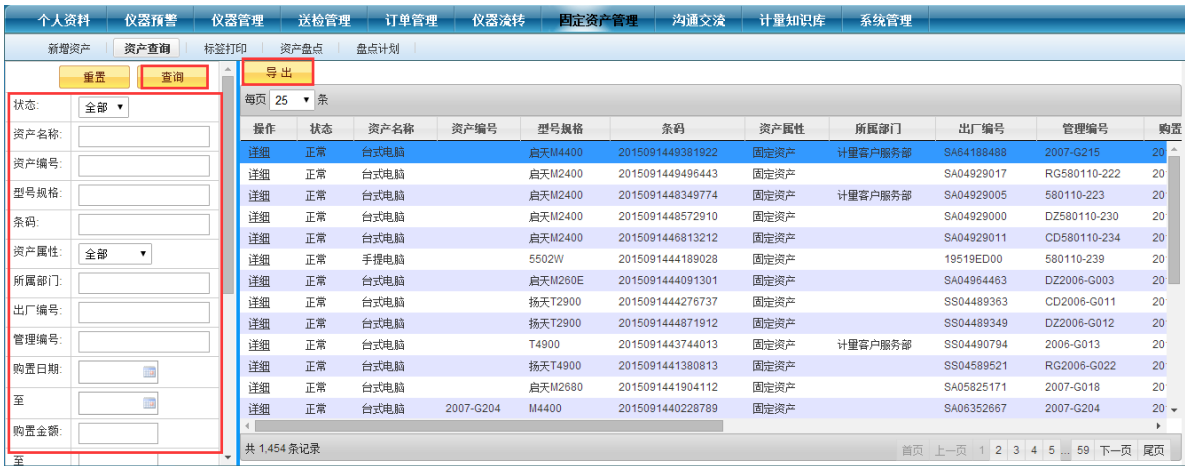 个人资料 仪器预警 仪器管理 送检管理 订单管理 仪器流转 固定资产管理 沟通交流 计量知识库 系统管理
新增资产 资产查询 标签打印 资产盘点 盘点计划
重置 查询
状态: 全部
资产名称:
资产编号:
型号规格:
条码:
资产属性: 全部
所属部门:
出厂编号:
管理编号:
购置日期:
至
购置金额:
至
导出
每页 25 条
操作 状态 资产名称 资产编号 型号规格 条码 资产属性 所属部门 出厂编号 管理编号 购置
详细 正常 台式电脑 启天M4400 2015091449381922 固定资产 计量客户服务部 SA64188488 2007-G215 20
详细 正常 台式电脑 启天M2400 2015091449496443 固定资产 SA04929017 RG580110-222 20
详细 正常 台式电脑 启天M2400 2015091448349774 固定资产 计量客户服务部 SA04929005 580110-223 20
详细 正常 台式电脑 启天M2400 2015091448572910 固定资产 SA04929000 DZ580110-230 20
详细 正常 台式电脑 启天M2400 2015091446813212 固定资产 SA04929011 CD580110-234 20
详细 正常 手提电脑 5502W 2015091444189028 固定资产 19519ED00 580110-239 20
详细 正常 台式电脑 启天M260E 2015091444091301 固定资产 SA04964463 DZ2006-G003 20
详细 正常 台式电脑 扬天T2900 2015091444276737 固定资产 SS04489363 CD2006-G011 20
详细 正常 台式电脑 扬天T2900 2015091444871912 固定资产 SS04489349 DZ2006-G012 20
详细 正常 台式电脑 T4900 2015091443744013 固定资产 计量客户服务部 SS04490794 2006-G013 20
详细 正常 台式电脑 扬天T4900 2015091441380813 固定资产 SS04589521 RG2006-G022 20
详细 正常 台式电脑 启天M2680 2015091441904112 固定资产 SA05825171 2007-G018 20
详细 正常 台式电脑 2007-G204 M4400 2015091440228789 固定资产 SA06352667 2007-G204 20
共 1,454 条记录
首页 上一页 1 2 3 4 5 ... 59 下一页 尾页